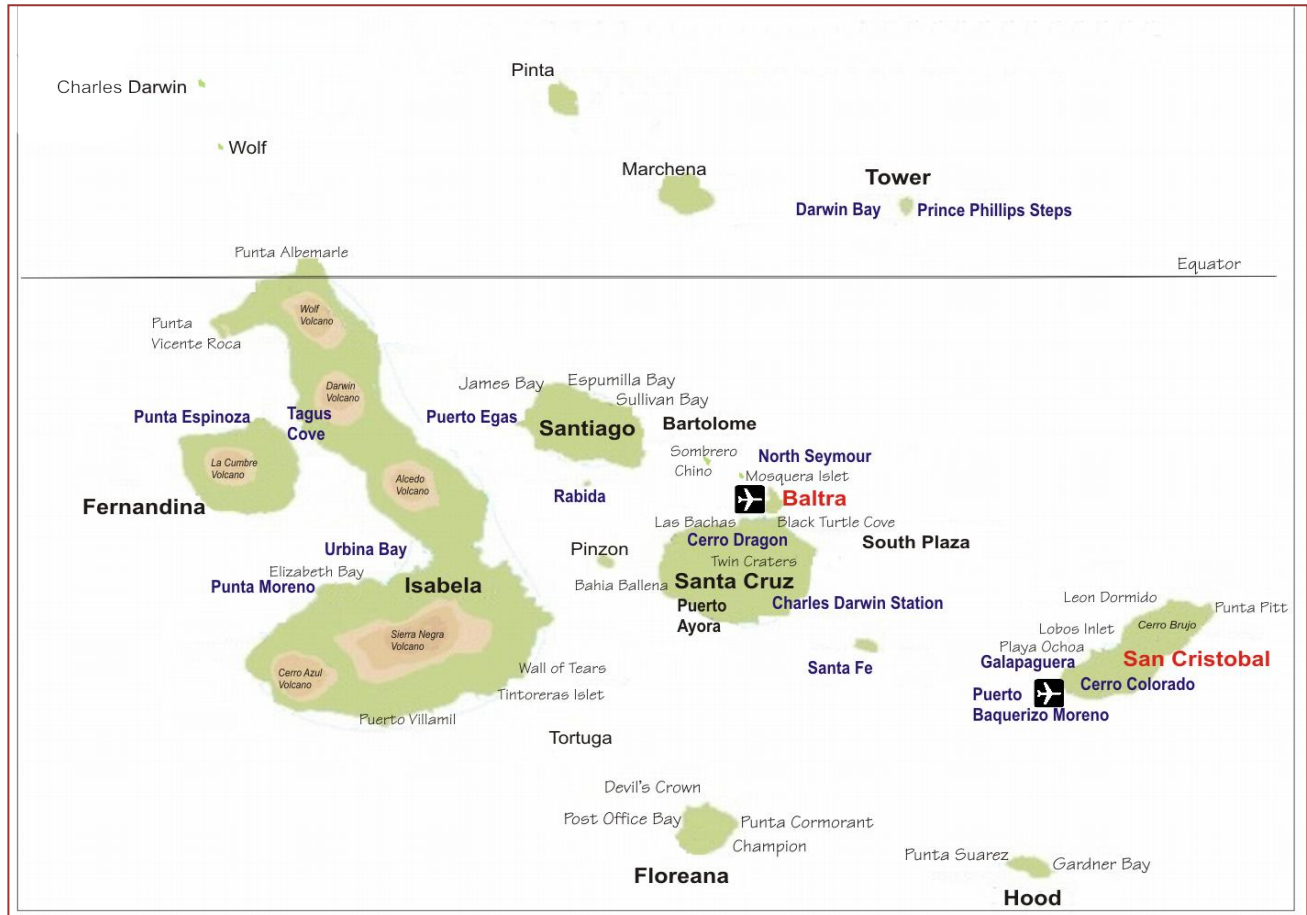 Pinta
Charles Darwin
Wolf
Marchena
Tower
Darwin Bay
Prince Phillips Steps
Punta Albemarle
Equator
Wolf
Volcano
Punta
Vicente Roca
Darwin
Volcano
James Bay
Espumilla Bay
Sullivan Bay
Punta Espinoza
Tagus
Cove
Puerto Egas
Santiago
Bartolome
Sombrero
Chino
North Seymour
La Cumbre
Volcano
Alcedo
Volcano
Mosquera Islet
Rabida
Baltra
Fernandina
Las Bachas
Black Turtle Cove
Cerro Dragon
South Plaza
Urbina Bay
Pinzon
Twin Craters
Elizabeth Bay
Punta Moreno
Isabela
Bahia Ballena
Santa Cruz
Puerto
Ayora
Charles Darwin Station
Leon Dormido
Punta Pitt
Cerro Brujo
Lobos Inlet
Sierra Negra
Volcano
Playa Ochoa
Galapaguera
San Cristobal
Wall of Tears
Santa Fe
Cerro Azul
Volcano
Cerro Colorado
Tintoreras Islet
Puerto
Baquerizo Moreno
Puerto Villamil
Tortuga
Devil's Crown
Post Office Bay
Punta Cormorant
Champion
Floreana
Punta Suarez
Gardner Bay
Hood